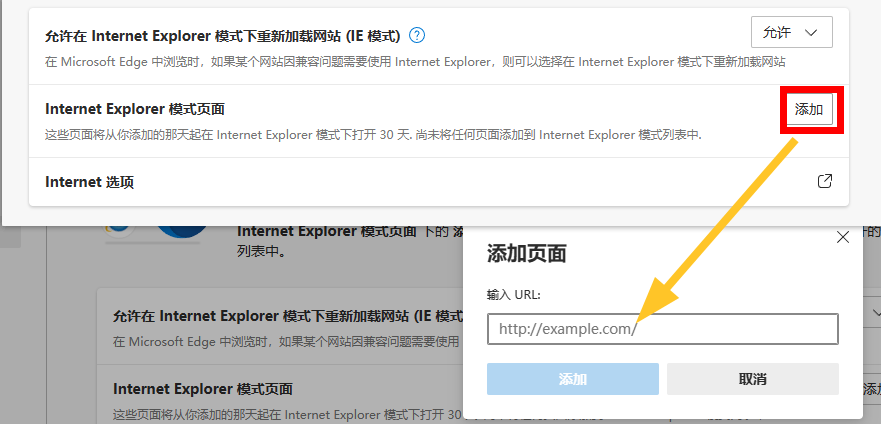 允许在 Internet Explorer 模式下重新加载网站 (IE 模式)
允许
在 Microsoft Edge 中浏览时，如果某个网站因兼容问题需要使用 Internet Explorer，则可以选择在 Internet Explorer 模式下重新加载网站
Internet Explorer 模式页面
添加
这些页面将从你添加的那天起在 Internet Explorer 模式下打开 30 天. 尚未将任何页面添加到 Internet Explorer 模式列表中.
Internet 选项
Internet Explorer 模式页面 下的 添
列表中。
添加页面
输入 URL:
http://example.com/
添加
取消
允许在 Internet Explorer 模式下重新加载网站 (IE 模式
在 Microsoft Edge 中浏览时，如果某个网站因兼容问题需要使用
Internet Explorer 模式页面
添加
这些页面将从你添加的那天起在 Internet Explorer 模式下打开 30